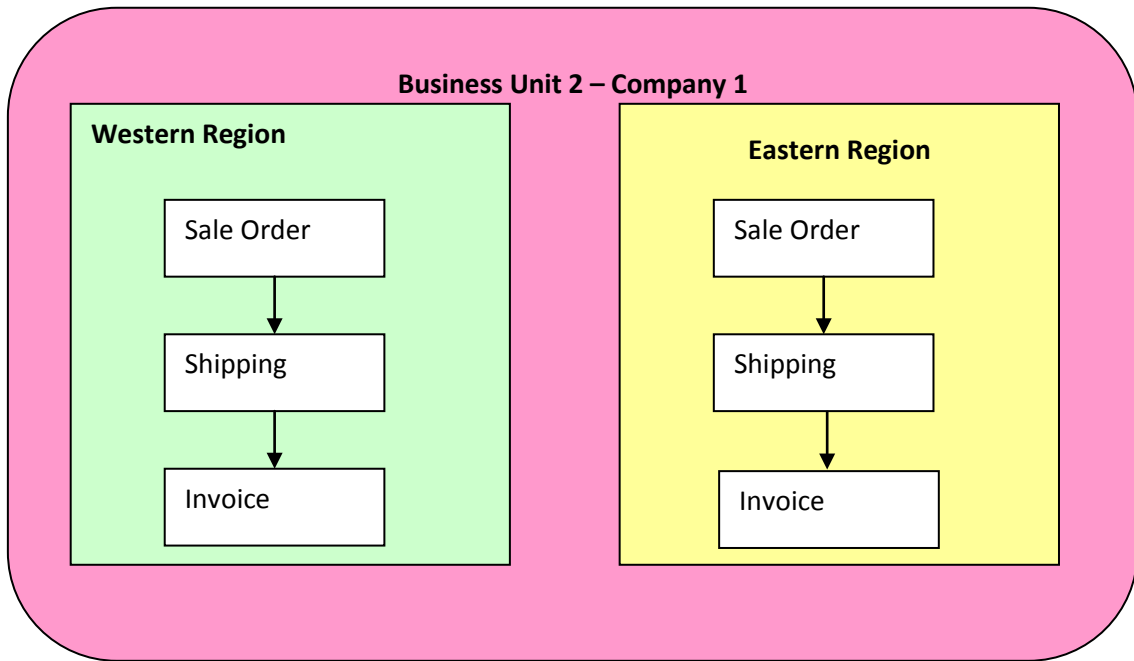 Business Unit 2 – Company 1
Western Region
Sale Order
Shipping
Invoice
Eastern Region
Sale Order
Shipping
Invoice